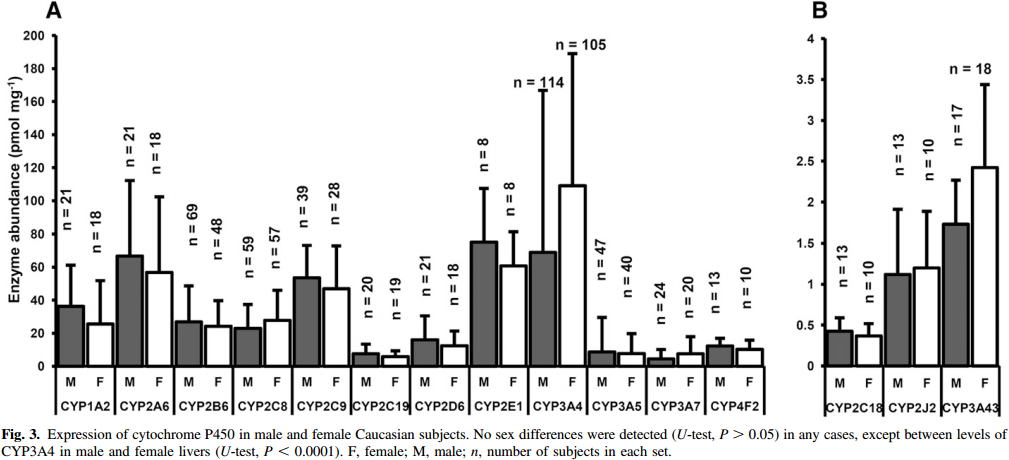 A
B
Enzyme abundance (pmol mg⁻¹)
200
180
160
140
120
100
80
60
40
20
0
n = 21
n = 18
n = 21
n = 18
n = 69
n = 48
n = 59
n = 57
n = 39
n = 28
n = 20
n = 19
n = 21
n = 18
n = 8
n = 8
n = 114
n = 105
n = 47
n = 40
n = 24
n = 20
n = 13
n = 10
M F M F M F M F M F M F M F M F M F M F M F M F
CYP1A2 CYP2A6 CYP2B6 CYP2C8 CYP2C9 CYP2C19 CYP2D6 CYP2E1 CYP3A4 CYP3A5 CYP3A7 CYP4F2
4
3.5
3
2.5
2
1.5
1
0.5
0
n = 13
n = 10
n = 13
n = 10
n = 17
n = 18
M F M F M F
CYP2C18 CYP2J2 CYP3A43
Fig. 3. Expression of cytochrome P450 in male and female Caucasian subjects. No sex differences were detected (U-test, P > 0.05) in any cases, except between levels of
CYP3A4 in male and female livers (U-test, P < 0.0001). F, female; M, male; n, number of subjects in each set.